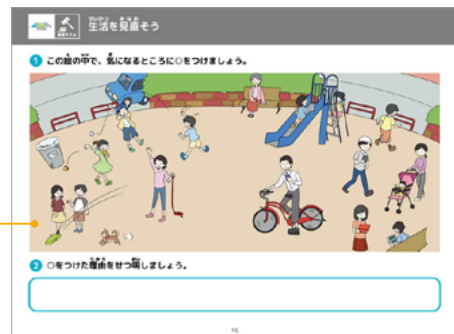 生活を見直そう
1 この絵の中で、気になるところに○をつけましょう。
2 ○をつけた理由をせつ明しましょう。